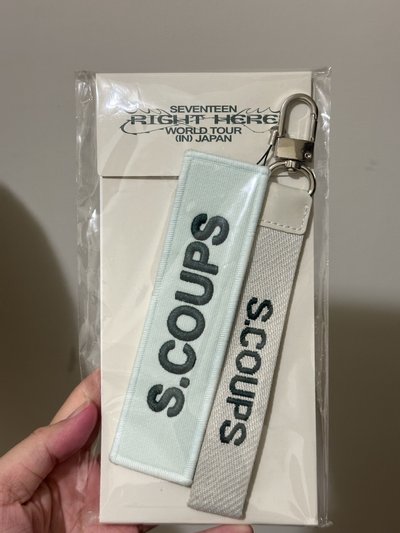 SEVENTEEN
RIGHT HERE
WORLD TOUR
(IN) JAPAN
S.COUPS
S.COUPS